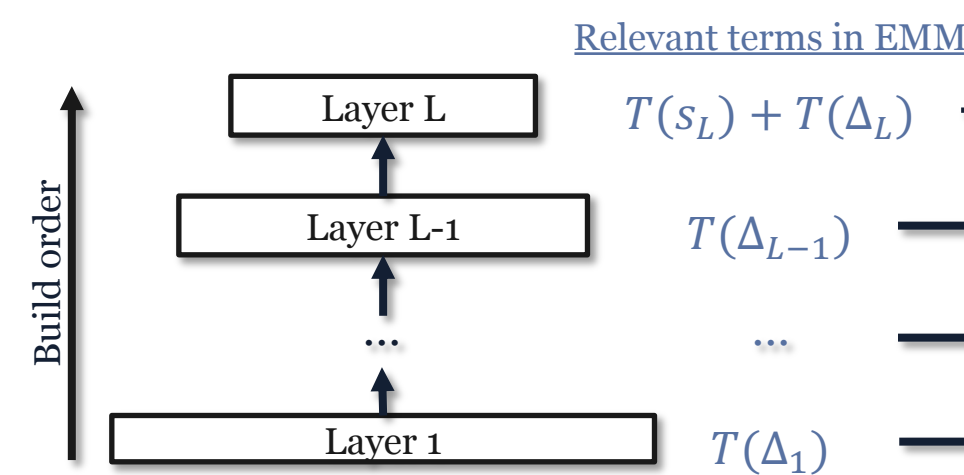 Relevant terms in EMM
Layer L
T(s_L) + T(Δ_L)
Layer L-1
T(Δ_{L−1})
Build order
...
...
Layer 1
T(Δ_1)